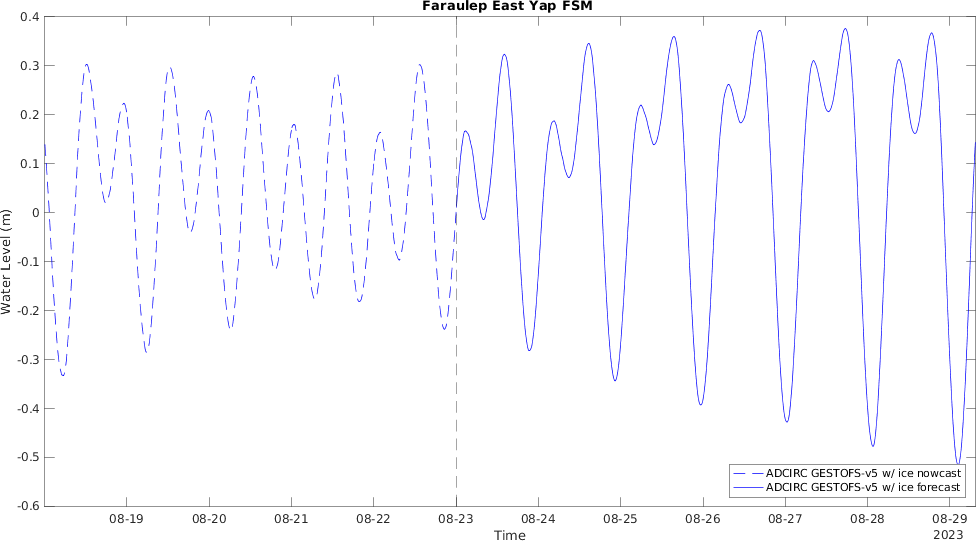 Faraulep East Yap FSM
0.4
0.3
0.2
0.1
0
-0.1
-0.2
-0.3
-0.4
-0.5
-0.6
Water Level (m)
ADCIRC GESTOFS-v5 w/ ice nowcast
ADCIRC GESTOFS-v5 w/ ice forecast
08-19 08-20 08-21 08-22 08-23 08-24 08-25 08-26 08-27 08-28 08-29
Time
2023